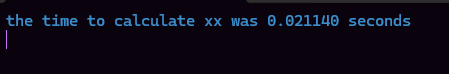 the time to calculate xx was 0.021140 seconds